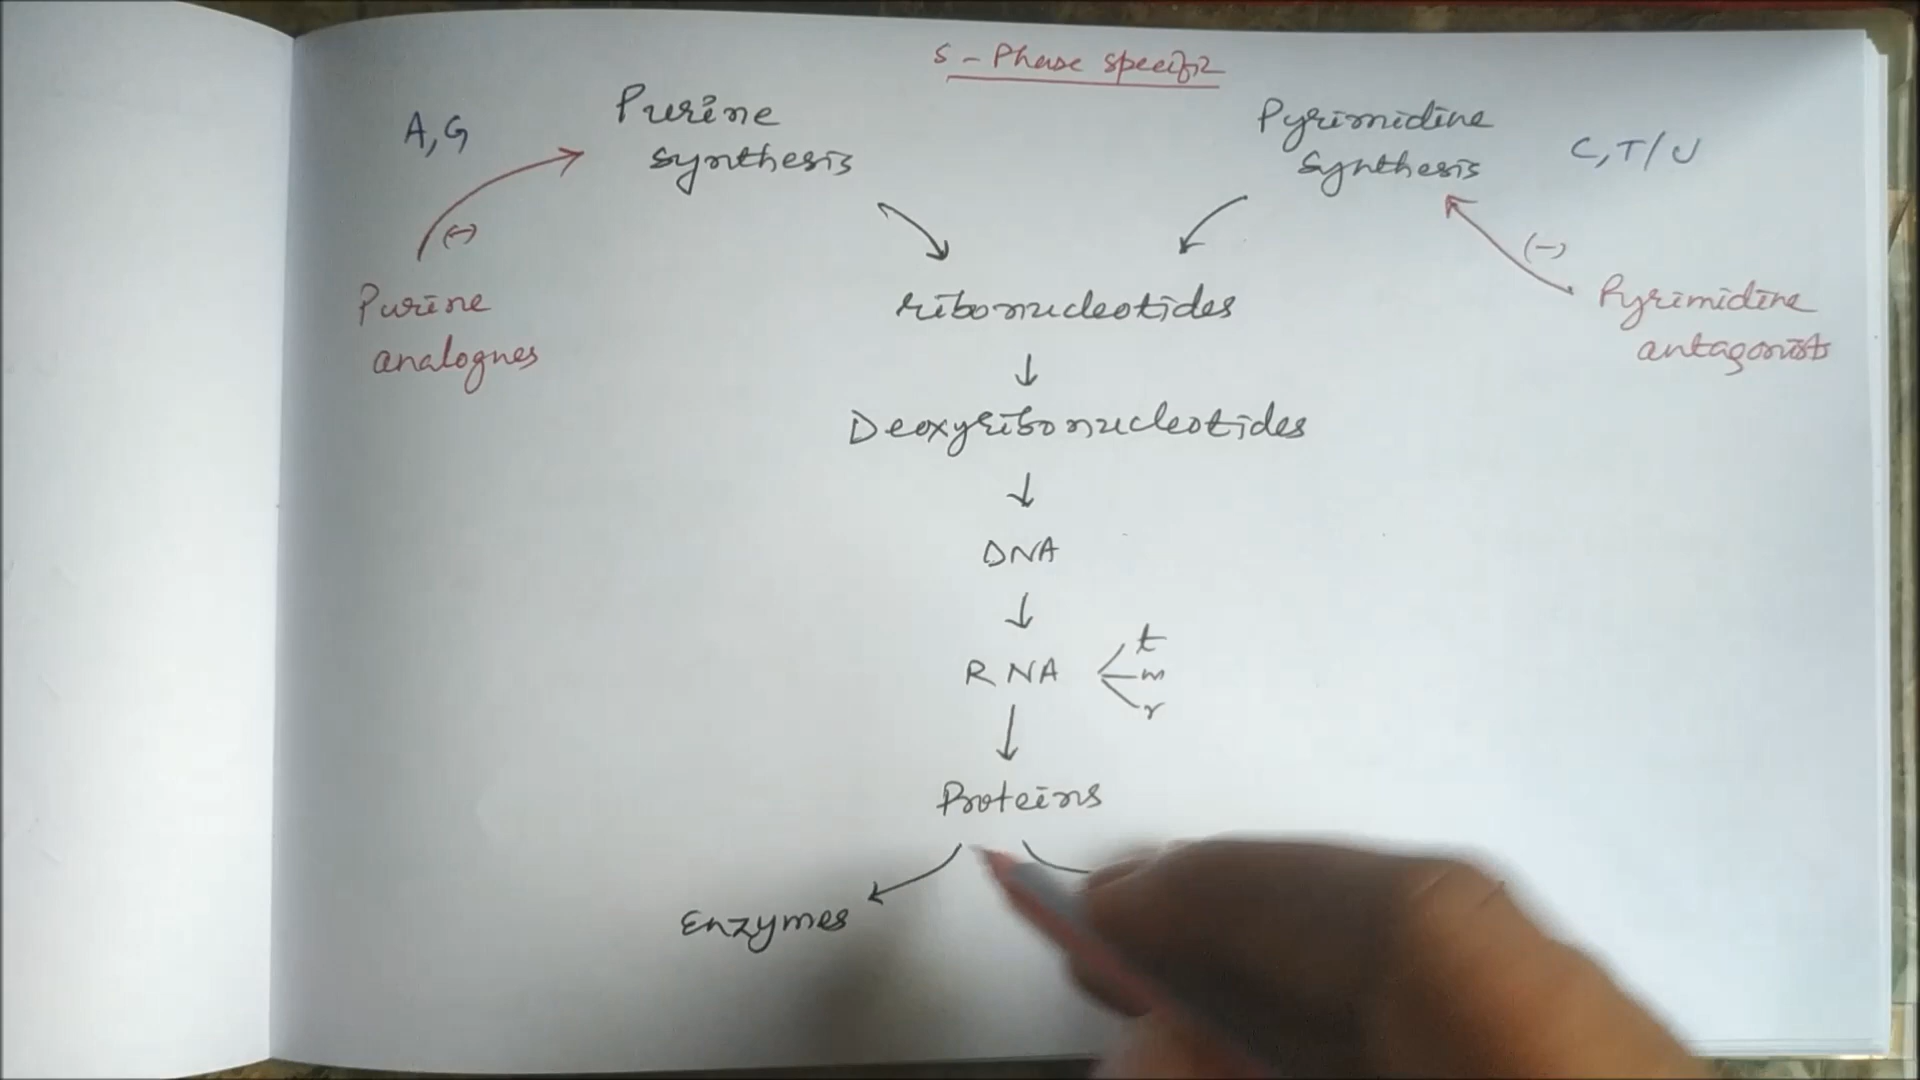 S - Phase specific
Purine
synthesis
A, G
Pyrimidine
synthesis
C, T/U
(-)
(-)
Purine
analogues
Pyrimidine
antagonists
ribonucleotides
Deoxyribonucleotides
DNA
RNA
t
m
r
Proteins
Enzymes